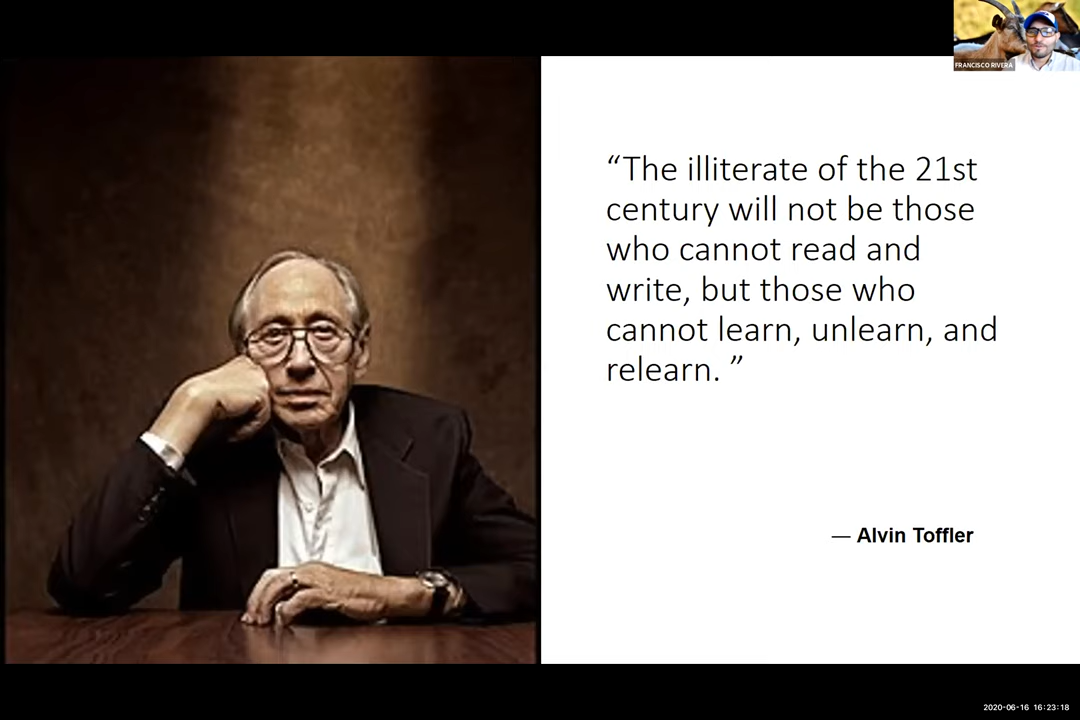 FRANCISCO RIVERA
“The illiterate of the 21st
century will not be those
who cannot read and
write, but those who
cannot learn, unlearn, and
relearn. ”
— Alvin Toffler
2020-06-16 16:23:18